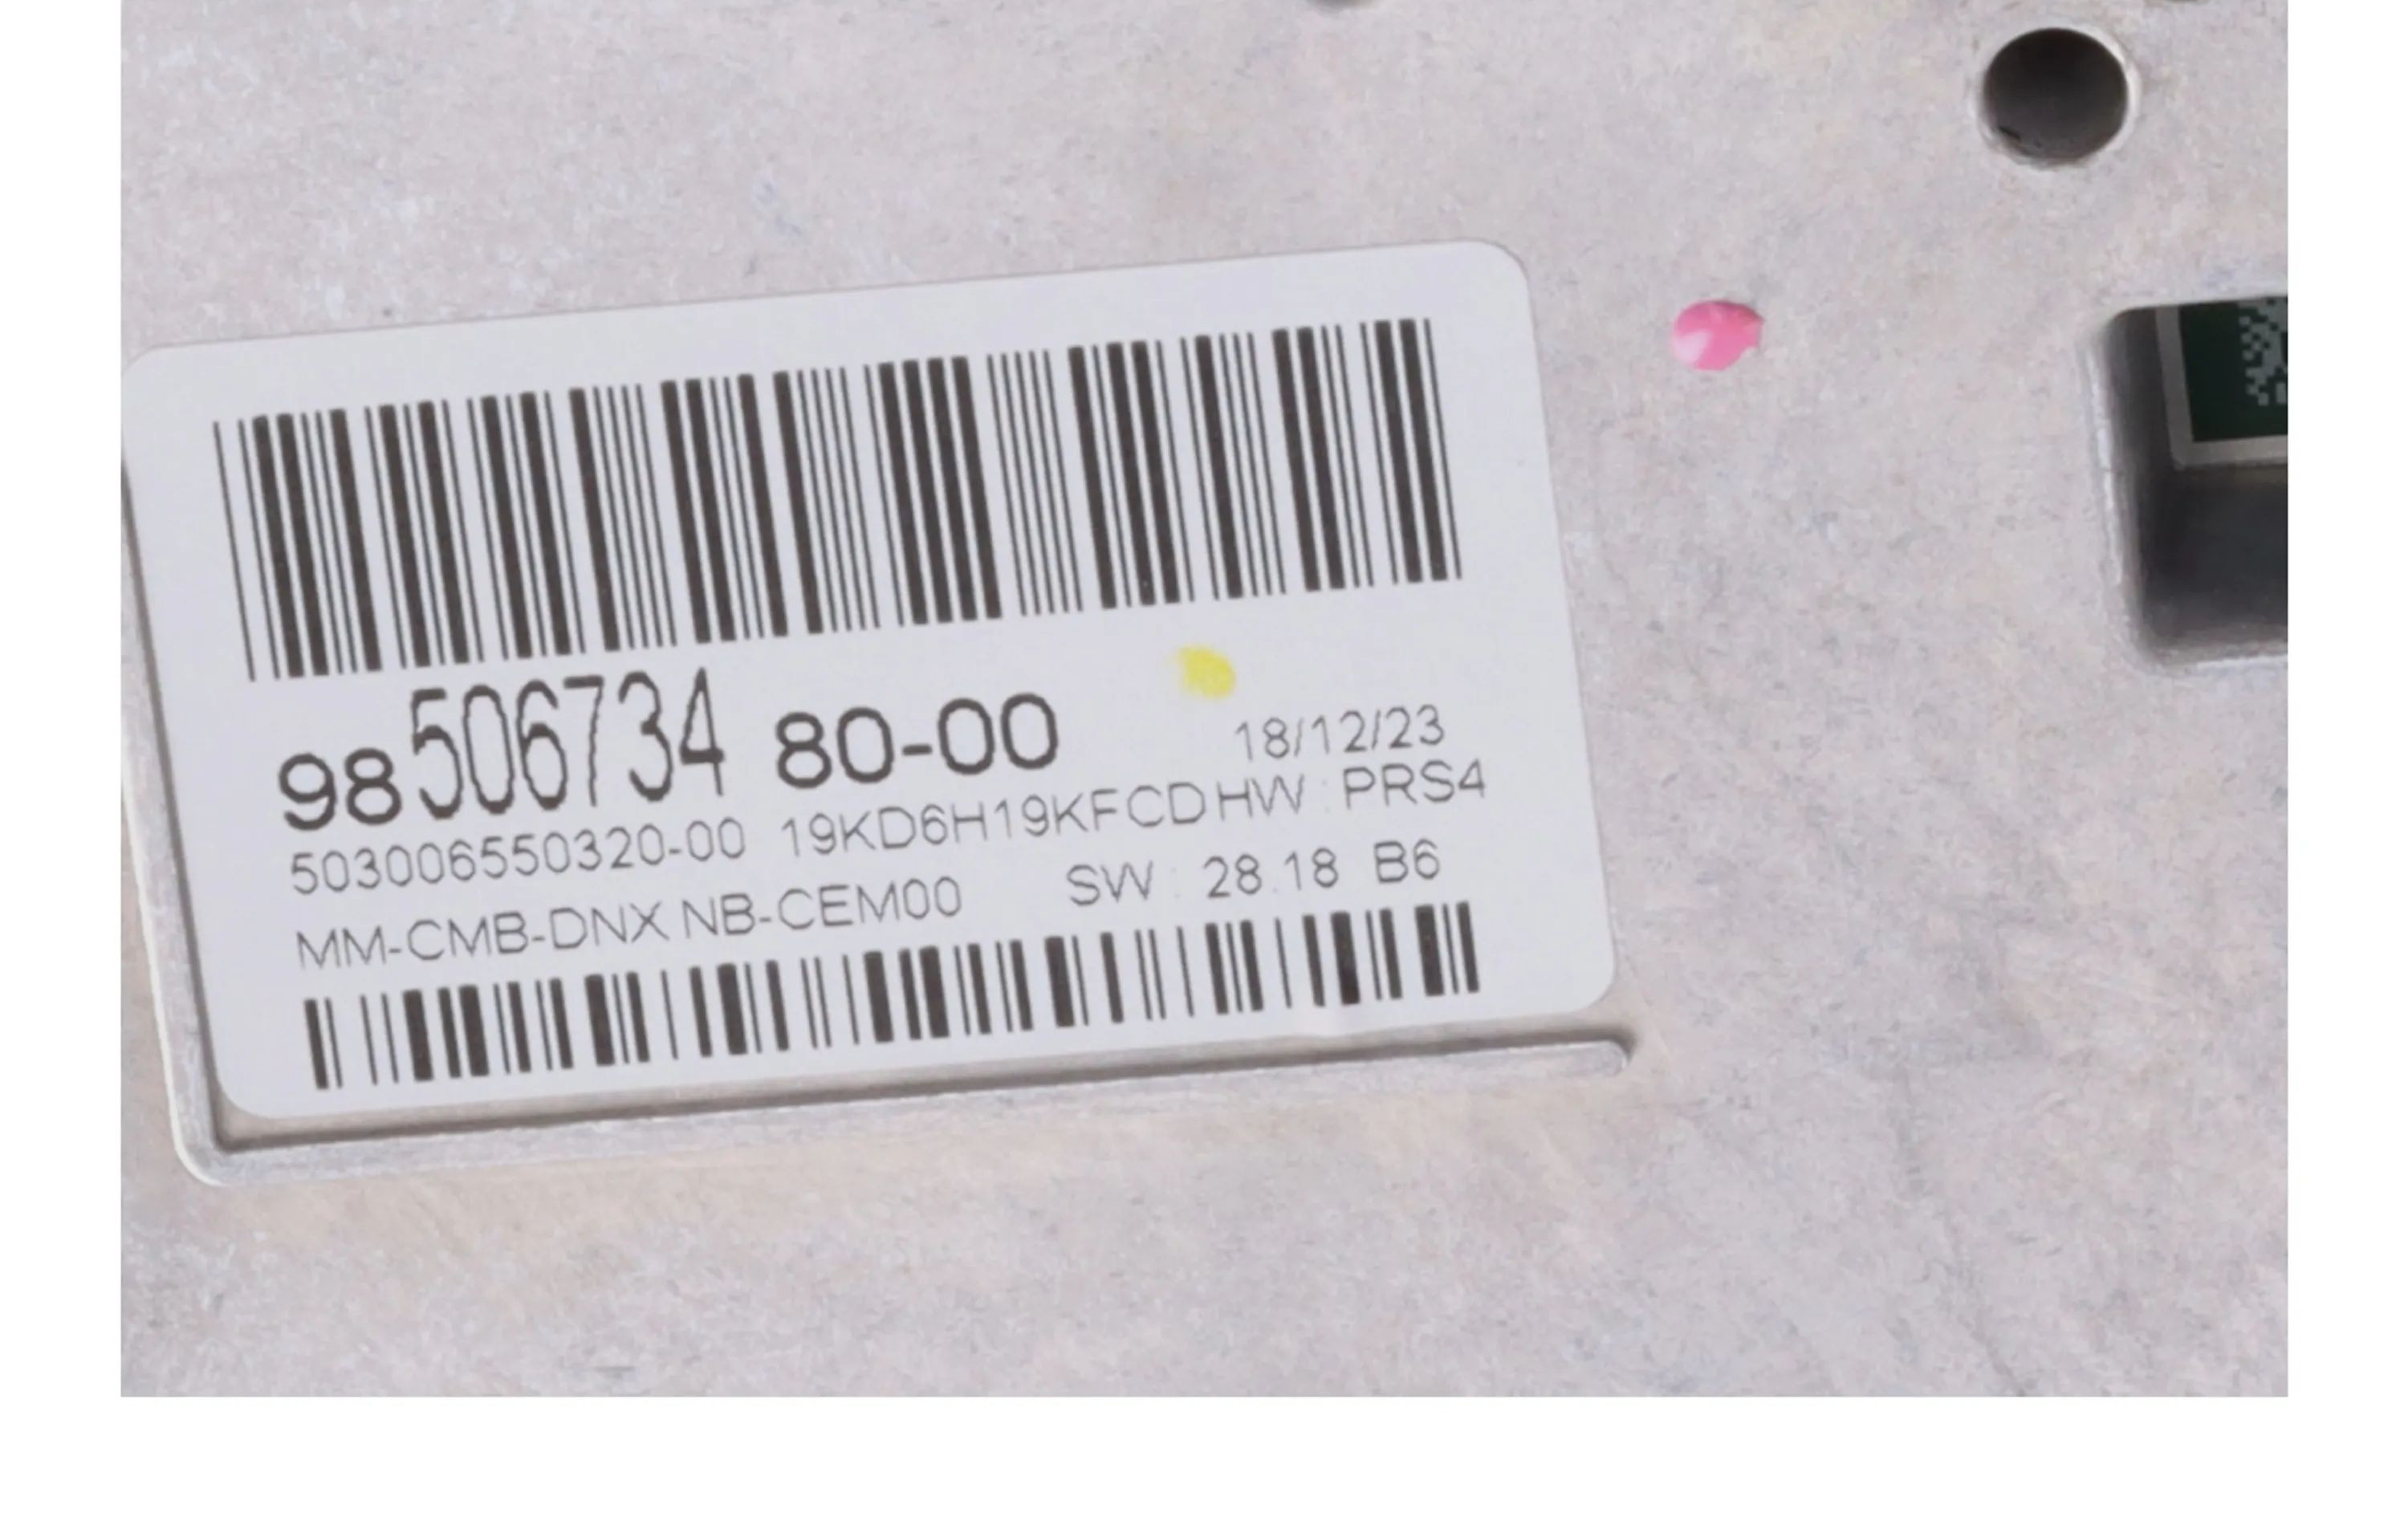 98 506734 80-00
18/12/23
503006550320-00 19KD6H19KFCD HW : PRS4
MM-CMB-DNX NB-CEM00 SW : 28.18 B6